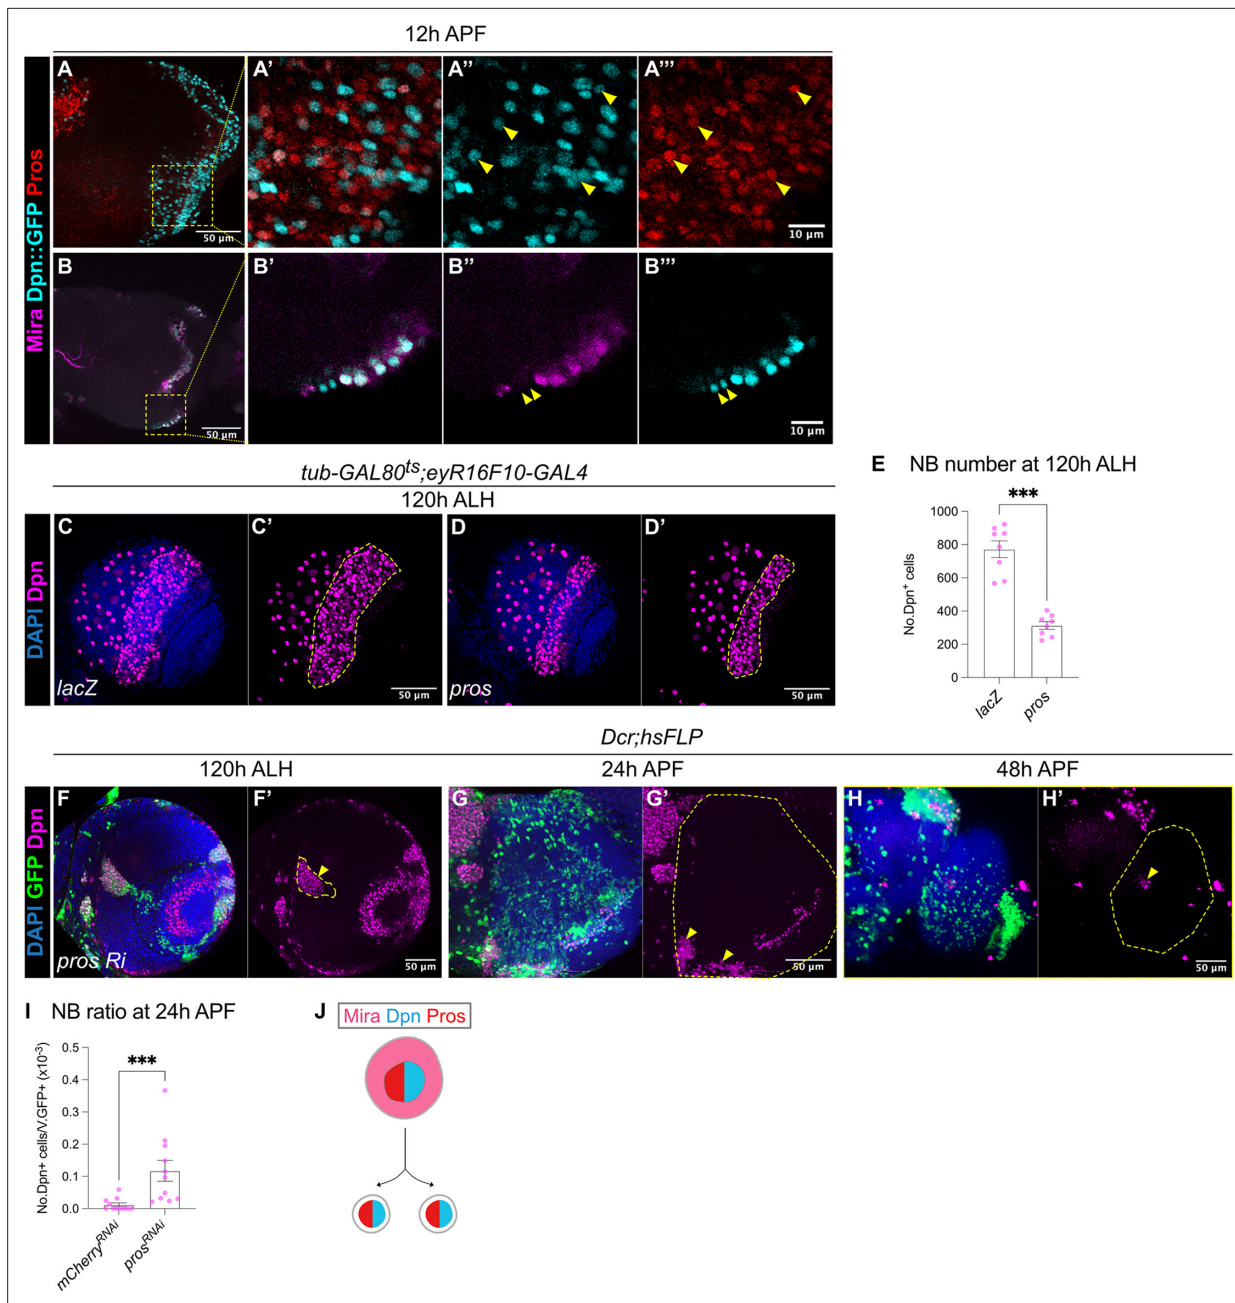 12h APF
A
A'
A''
A'''
50 µm
10 µm
Mira Dpn::GFP Pros
B
B'
B''
B'''
50 µm
10 µm
tub-GAL80ts;eyR16F10-GAL4
120h ALH
C
C'
D
D'
DAPI Dpn
lacZ
50 µm
pros
50 µm
E NB number at 120h ALH
***
No.Dpn+ cells
1000
800
600
400
200
0
lacZ
pros
Dcr;hsFLP
120h ALH
24h APF
48h APF
F
F'
G
G'
H
H'
DAPI GFP Dpn
pros Ri
50 µm
50 µm
50 µm
I NB ratio at 24h APF
***
No.Dpn+ cells/V.GFP+ (x10-3)
0.5
0.4
0.3
0.2
0.1
0.0
mCherryRNAi
prosRNAi
J
Mira Dpn Pros